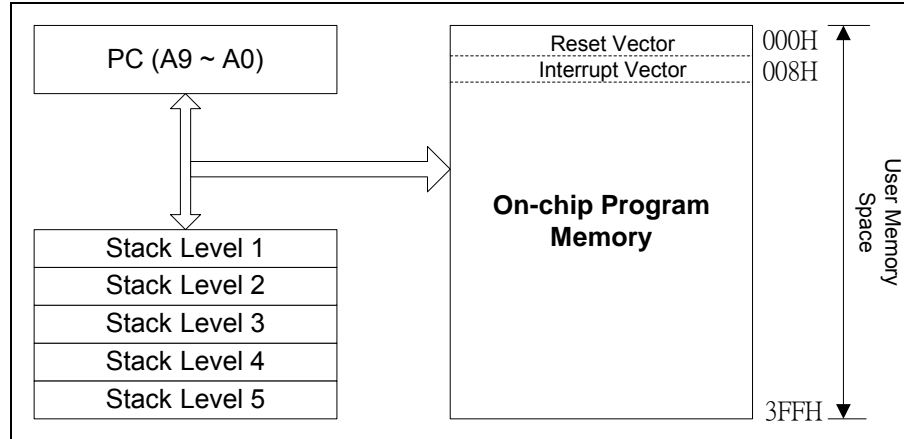 PC (A9 ~ A0)
Stack Level 1
Stack Level 2
Stack Level 3
Stack Level 4
Stack Level 5
Reset Vector
000H
Interrupt Vector
008H
On-chip Program
Memory
3FFH
User Memory
Space